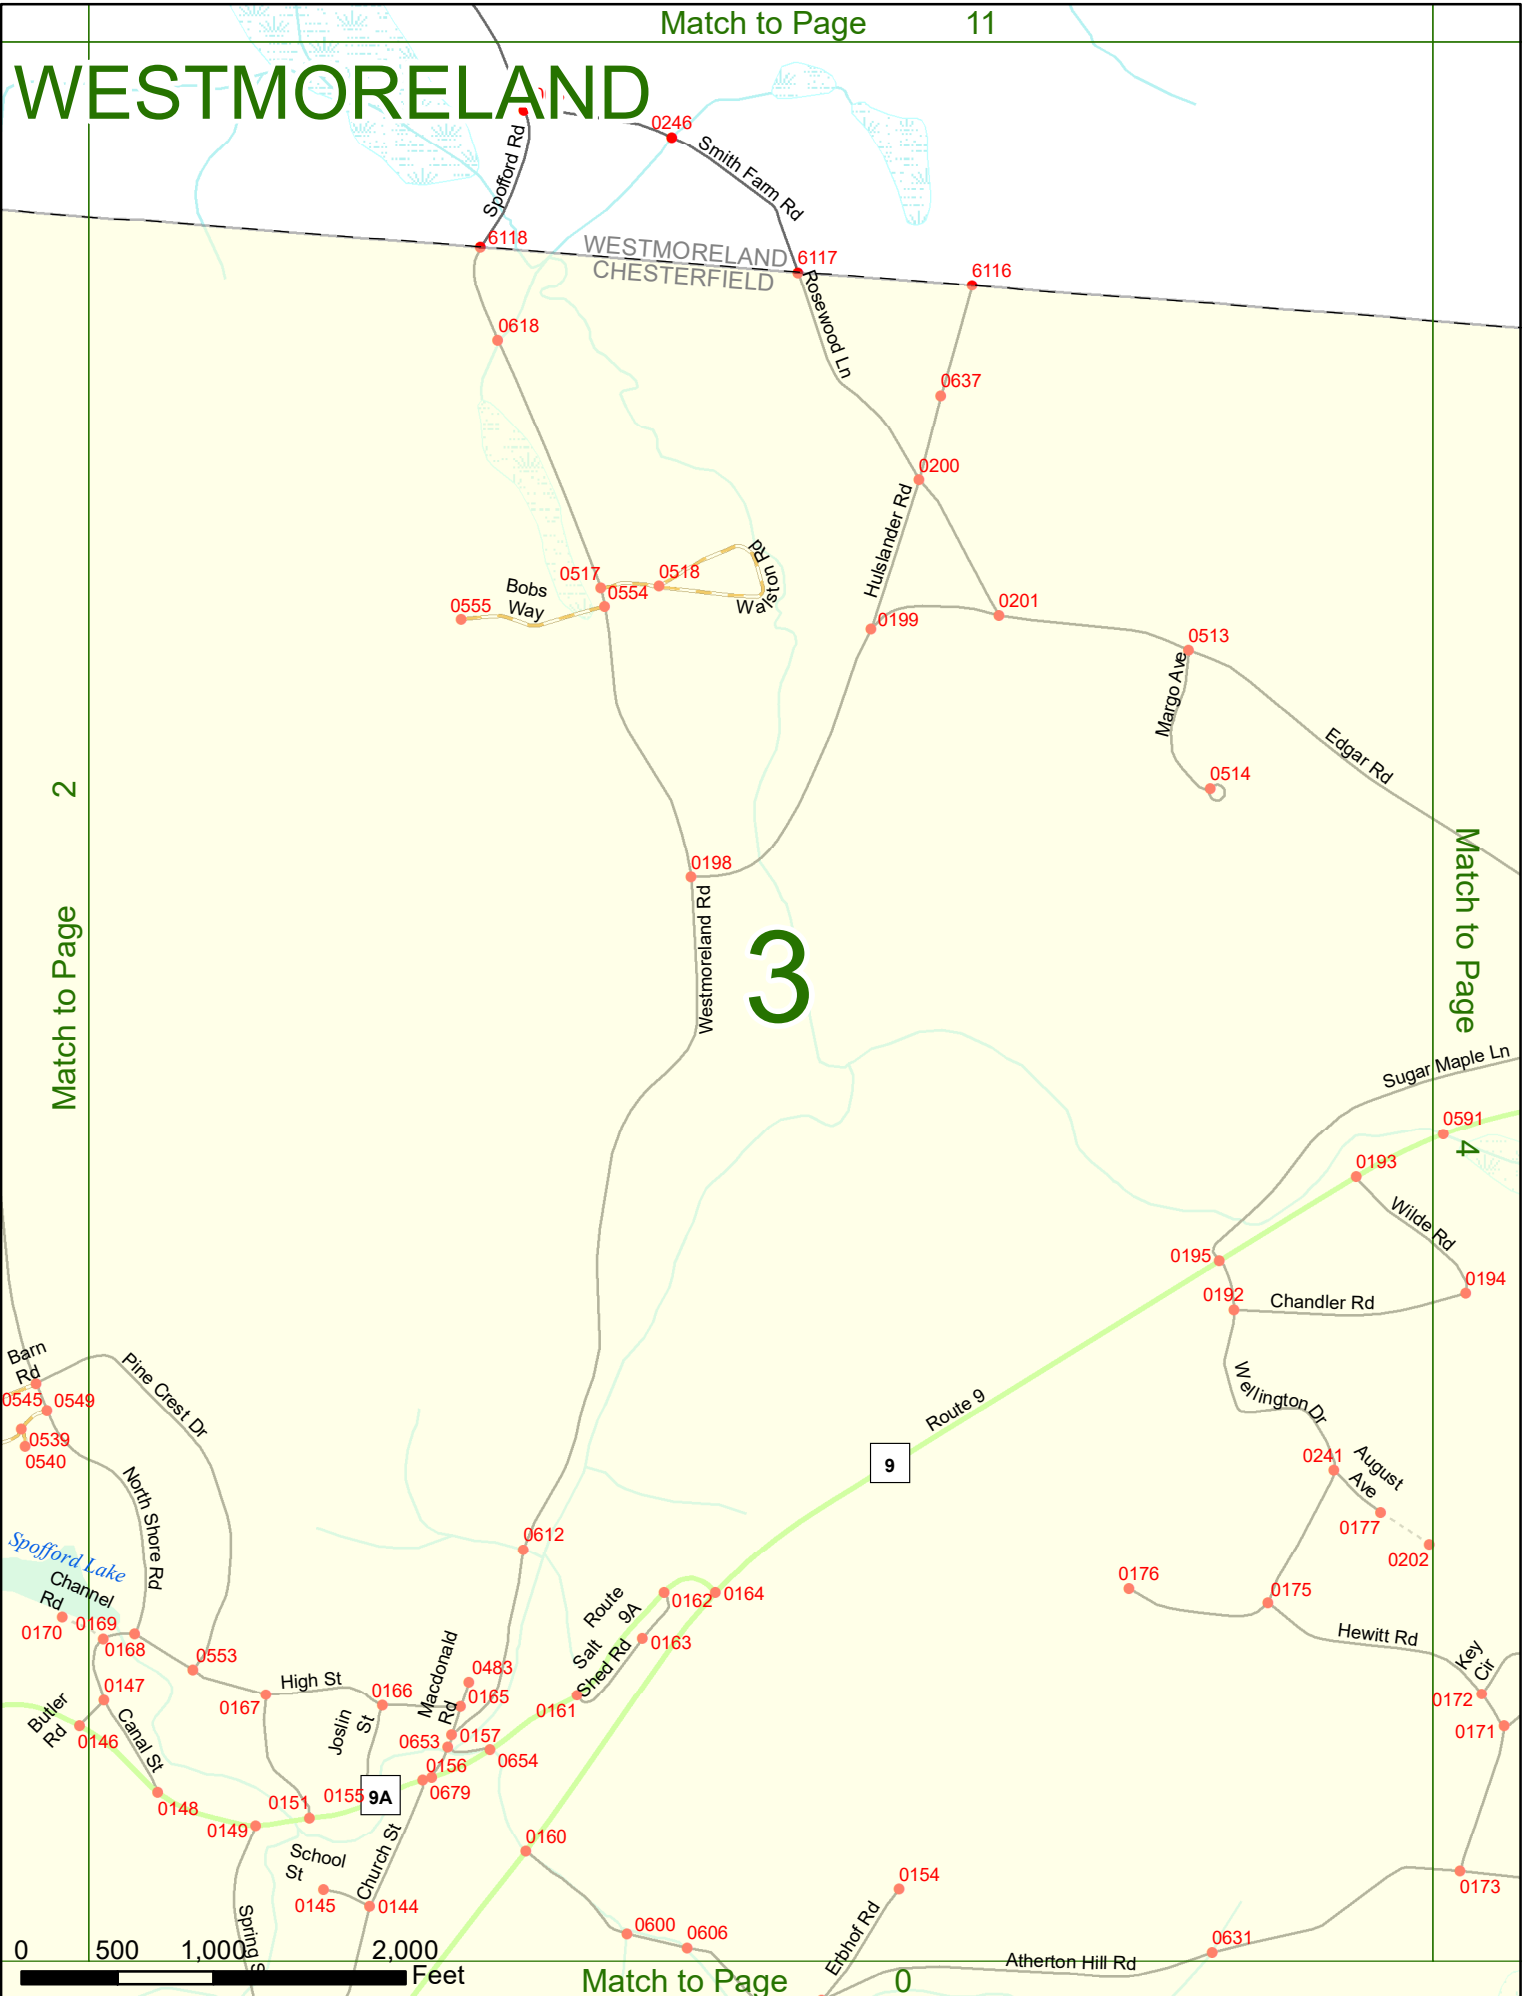 Match to Page 11
WESTMORELAND
0246
Spofford Rd
Smith Farm Rd
6118
WESTMORELAND
CHESTERFIELD
6117
6116
Rosewood Ln
0618
0637
0200
Hulslander Rd
0517
0518
Walston Rd
0554
Bobs
Way
0555
0201
0199
0513
Margo Ave
Edgar Rd
0514
2
Match to Page
0198
Westmoreland Rd
3
Match to Page
4
Sugar Maple Ln
0591
0193
Wilde Rd
0195
0194
0192
Chandler Rd
Barn
Rd
Pine Crest Dr
0545
0549
0539
0540
Wellington Dr
Route 9
9
0241
August
Ave
0177
0202
North Shore Rd
Spofford Lake
Channel
Rd
0612
0176
0175
Route
9A
0162
0164
0170
0169
0168
0163
Salt
Shed Rd
Hewitt Rd
Key
Cir
0553
High St
0483
Macdonald
Rd
0147
0167
0166
0165
0161
0172
0171
Butler
Rd
0146
Canal St
Joslin
St
0653
0157
0654
0156
0679
0148
0151
0155
9A
0149
0160
School
St
0145
Church St
0144
0154
0173
Spring S
0600
0606
Erbhof Rd
0631
Atherton Hill Rd
0 500 1,000 2,000
Feet
Match to Page 0